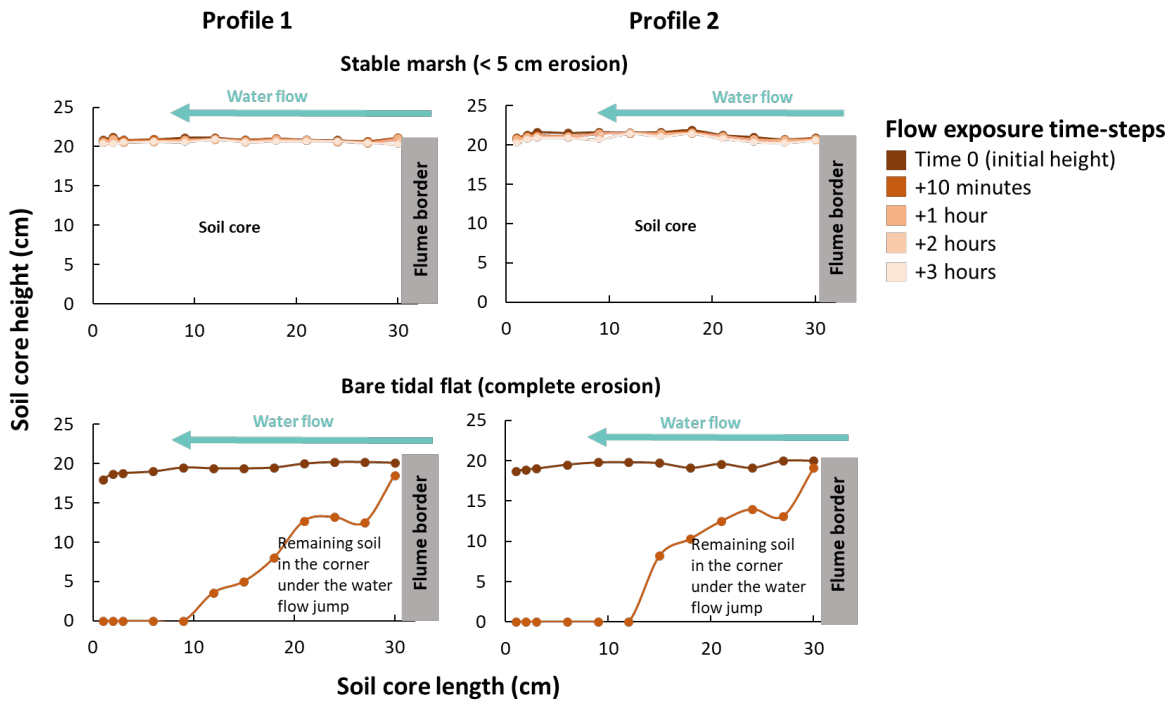 Profile 1
Profile 2
Stable marsh (< 5 cm erosion)
Water flow
Water flow
25
20
15
10
5
0
0
10
20
30
Soil core
Flume border
25
20
15
10
5
0
0
10
20
30
Soil core
Flume border
Flow exposure time-steps
Time 0 (initial height)
+10 minutes
+1 hour
+2 hours
+3 hours
Soil core height (cm)
Bare tidal flat (complete erosion)
Water flow
Water flow
25
20
15
10
5
0
0
10
20
30
Remaining soil
in the corner
under the water
flow jump
Flume border
25
20
15
10
5
0
0
10
20
30
Remaining soil
in the corner
under the water
flow jump
Flume border
Soil core length (cm)